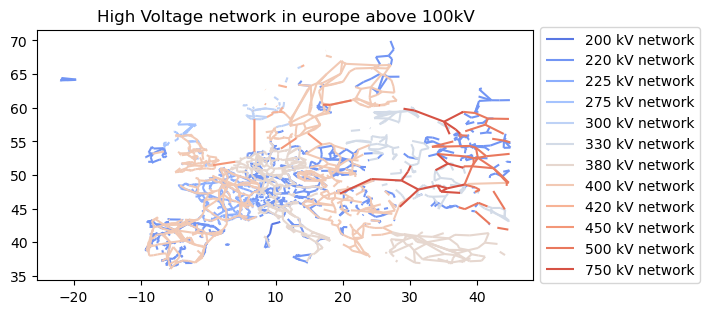 High Voltage network in europe above 100kV
70
65
60
55
50
45
40
35
−20
−10
0
10
20
30
40
200 kV network
220 kV network
225 kV network
275 kV network
300 kV network
330 kV network
380 kV network
400 kV network
420 kV network
450 kV network
500 kV network
750 kV network